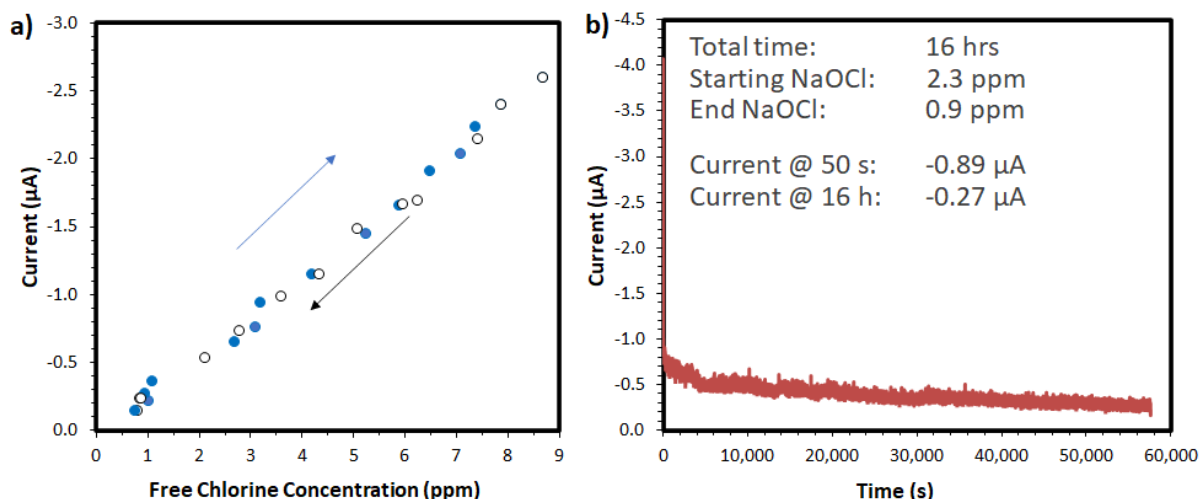 a)
-3.0
-2.5
-2.0
-1.5
-1.0
-0.5
0.0
Current (µA)
0 1 2 3 4 5 6 7 8 9
Free Chlorine Concentration (ppm)
b)
-4.5
-4.0
-3.5
-3.0
-2.5
-2.0
-1.5
-1.0
-0.5
0.0
Current (µA)
Total time: 16 hrs
Starting NaOCl: 2.3 ppm
End NaOCl: 0.9 ppm
Current @ 50 s: -0.89 µA
Current @ 16 h: -0.27 µA
0 10,000 20,000 30,000 40,000 50,000 60,000
Time (s)